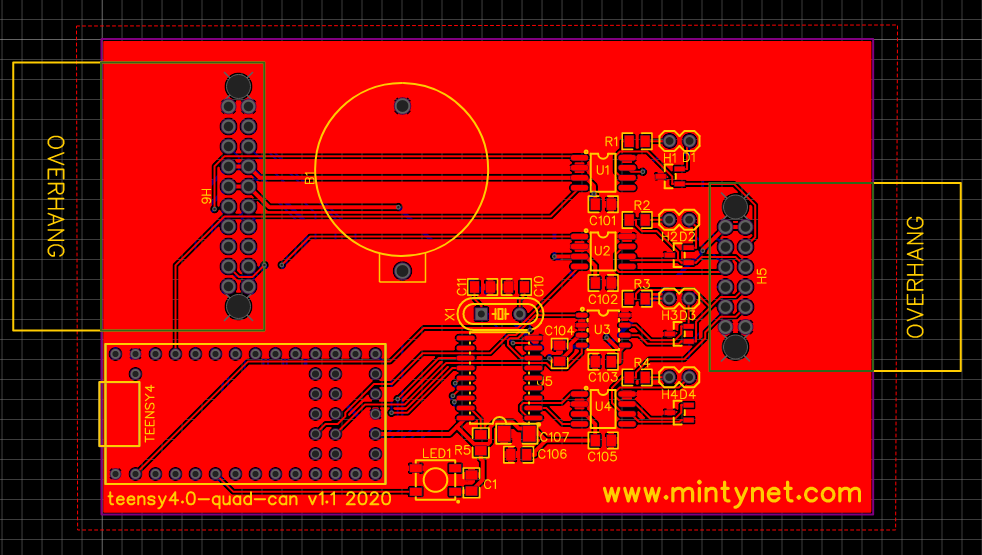 OVERHANG
H6
B1
R1
H1 D1
U1
C101
R2
H2D2
U2
C102
OVERHANG
H5
C11
C10
X1
R3
H3D3
U3
C104
C103
U5
R4
H4D4
U4
TEENSY4
C107
C105
R5
C106
LED1
C1
teensy4.0-quad-can v1.1 2020
www.mintynet.com